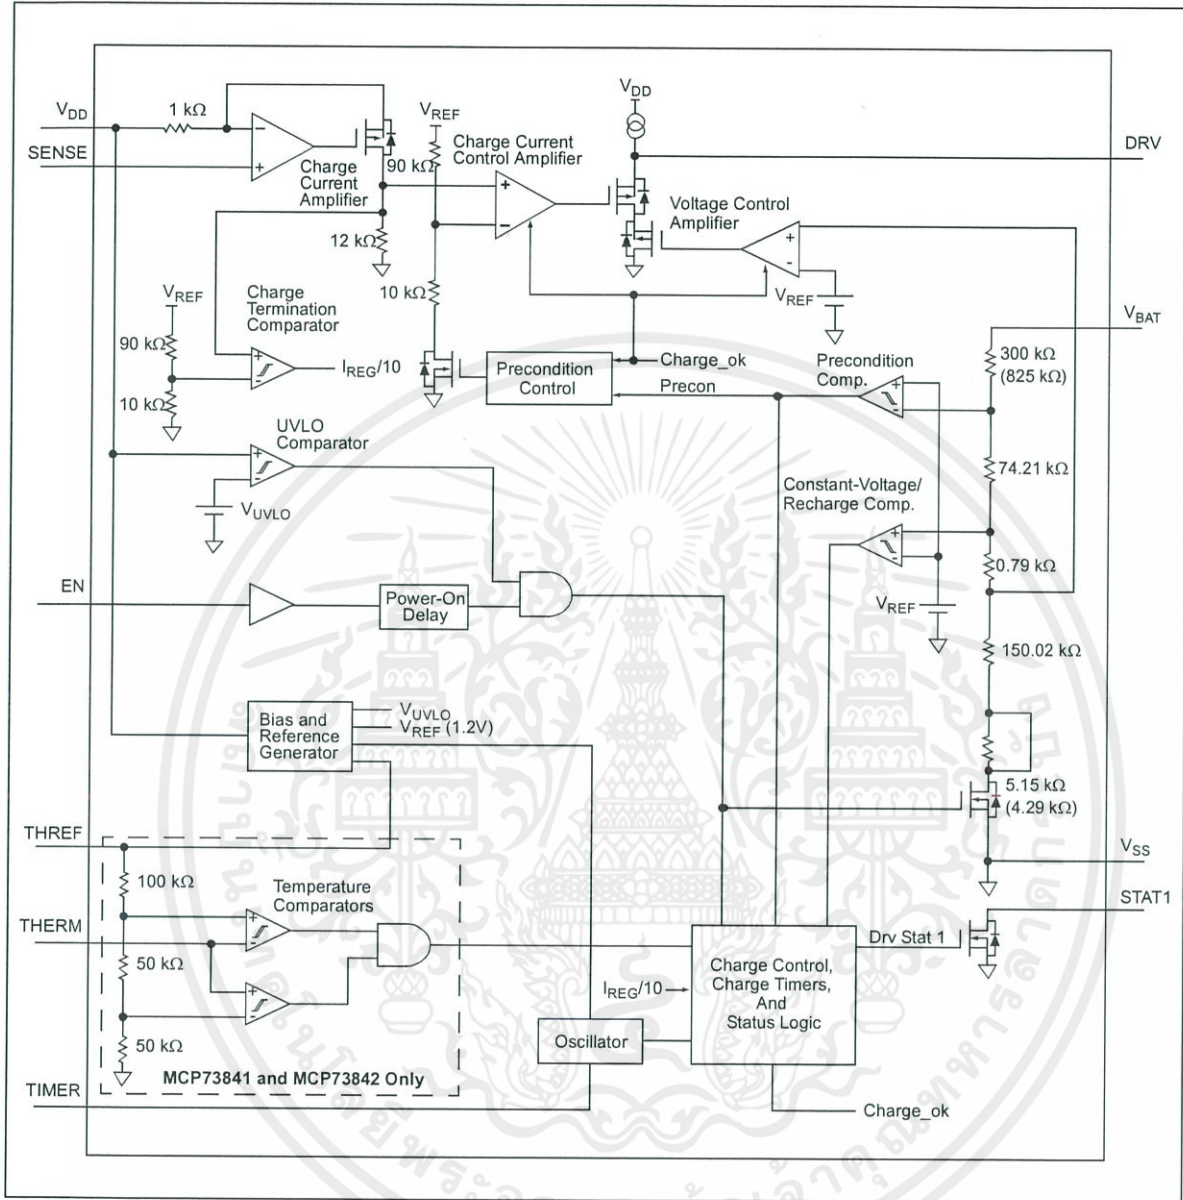 VDD
1 kΩ
SENSE
Charge
Current
Amplifier
VREF
90 kΩ
Charge Current
Control Amplifier
VDD
DRV
Voltage Control
Amplifier
12 kΩ
10 kΩ
VREF
VREF
90 kΩ
10 kΩ
Charge
Termination
Comparator
IREG/10
Precondition
Control
Charge_ok
Precon
Precondition
Comp.
VBAT
300 kΩ
(825 kΩ)
UVLO
Comparator
VUVLO
74.21 kΩ
Constant-Voltage/
Recharge Comp.
0.79 kΩ
VREF
EN
Power-On
Delay
150.02 kΩ
Bias and
Reference
Generator
VUVLO
VREF (1.2V)
5.15 kΩ
(4.29 kΩ)
THREF
100 kΩ
Temperature
Comparators
VSS
STAT1
THERM
50 kΩ
50 kΩ
Drv Stat 1
IREG/10
Charge Control,
Charge Timers,
And
Status Logic
Oscillator
MCP73841 and MCP73842 Only
TIMER
Charge_ok